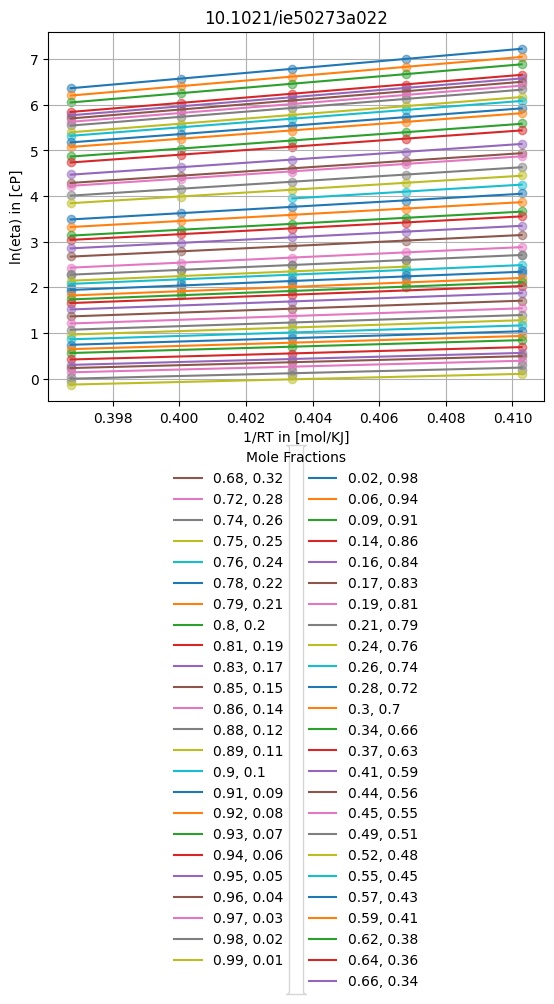 10.1021/ie50273a022
ln(eta) in [cP]
7
6
5
4
3
2
1
0
0.398 0.400 0.402 0.404 0.406 0.408 0.410
1/RT in [mol/KJ]
Mole Fractions
0.68, 0.32 0.02, 0.98
0.72, 0.28 0.06, 0.94
0.74, 0.26 0.09, 0.91
0.75, 0.25 0.14, 0.86
0.76, 0.24 0.16, 0.84
0.78, 0.22 0.17, 0.83
0.79, 0.21 0.19, 0.81
0.8, 0.2 0.21, 0.79
0.81, 0.19 0.24, 0.76
0.83, 0.17 0.26, 0.74
0.85, 0.15 0.28, 0.72
0.86, 0.14 0.3, 0.7
0.88, 0.12 0.34, 0.66
0.89, 0.11 0.37, 0.63
0.9, 0.1 0.41, 0.59
0.91, 0.09 0.44, 0.56
0.92, 0.08 0.45, 0.55
0.93, 0.07 0.49, 0.51
0.94, 0.06 0.52, 0.48
0.95, 0.05 0.55, 0.45
0.96, 0.04 0.57, 0.43
0.97, 0.03 0.59, 0.41
0.98, 0.02 0.62, 0.38
0.99, 0.01 0.64, 0.36
0.66, 0.34